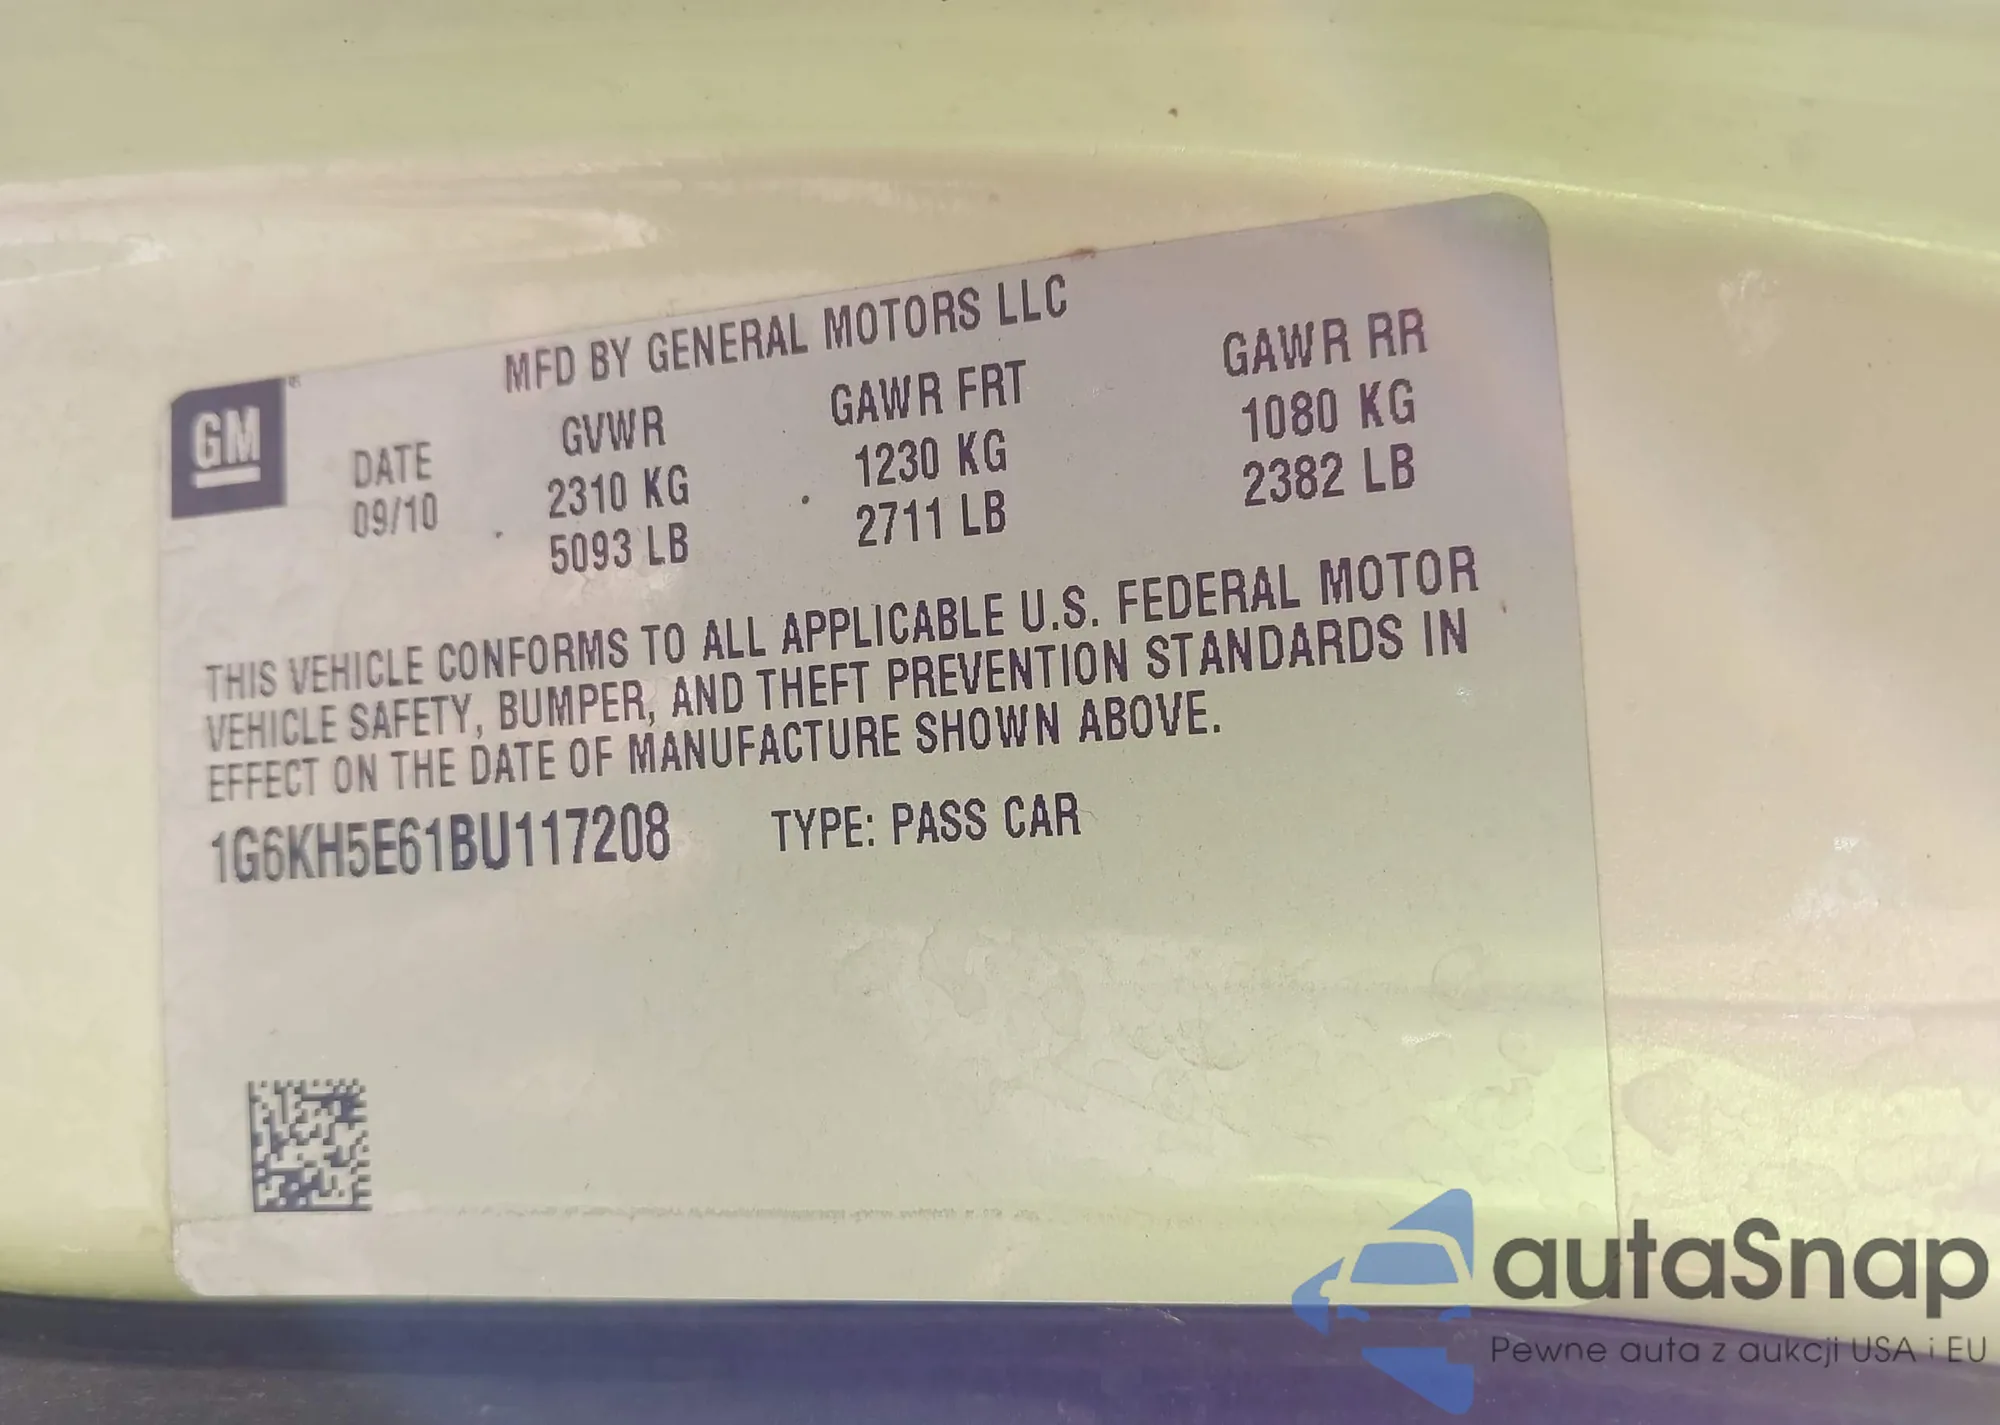 MFD BY GENERAL MOTORS LLC
GM
DATE GVWR GAWR FRT GAWR RR
09/10 2310 KG 1230 KG 1080 KG
5093 LB 2711 LB 2382 LB
THIS VEHICLE CONFORMS TO ALL APPLICABLE U.S. FEDERAL MOTOR
VEHICLE SAFETY, BUMPER, AND THEFT PREVENTION STANDARDS IN
EFFECT ON THE DATE OF MANUFACTURE SHOWN ABOVE.
1G6KH5E61BU117208 TYPE: PASS CAR
autaSnap
Pewne auta z aukcji USA i EU